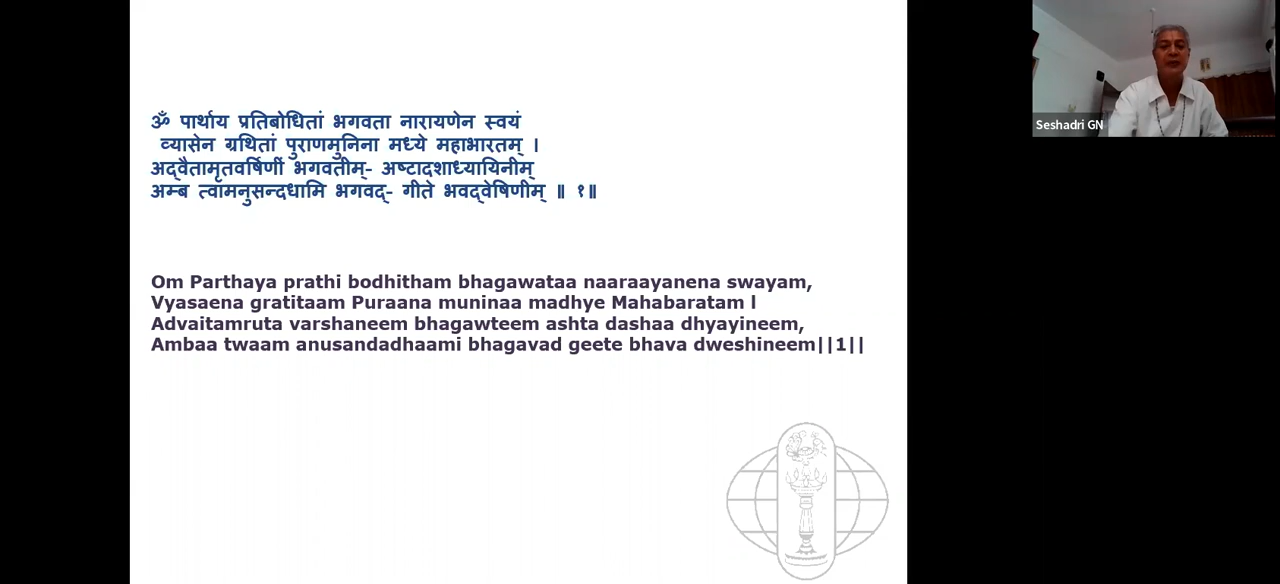 ॐ पार्थाय प्रतिबोधितां भगवता नारायणेन स्वयं
व्यासेन ग्रथितां पुराणमुनिना मध्ये महाभारतम् ।
अद्वैतामृतवर्षिणीं भगवतीम्- अष्टादशाध्यायिनीम्
अम्ब त्वामनुसन्दधामि भगवद्- गीते भवद्वेषिणीम् ॥ १॥
Om Parthaya prathi bodhitham bhagawataa naaraayanena swayam,
Vyasaena gratitaam Puraana muninaa madhye Mahabaratam l
Advaitamruta varshaneem bhagawteem ashta dashaa dhyayineem,
Ambaa twaam anusandadhaami bhagavad geete bhava dweshineem||1||
Seshadri GN